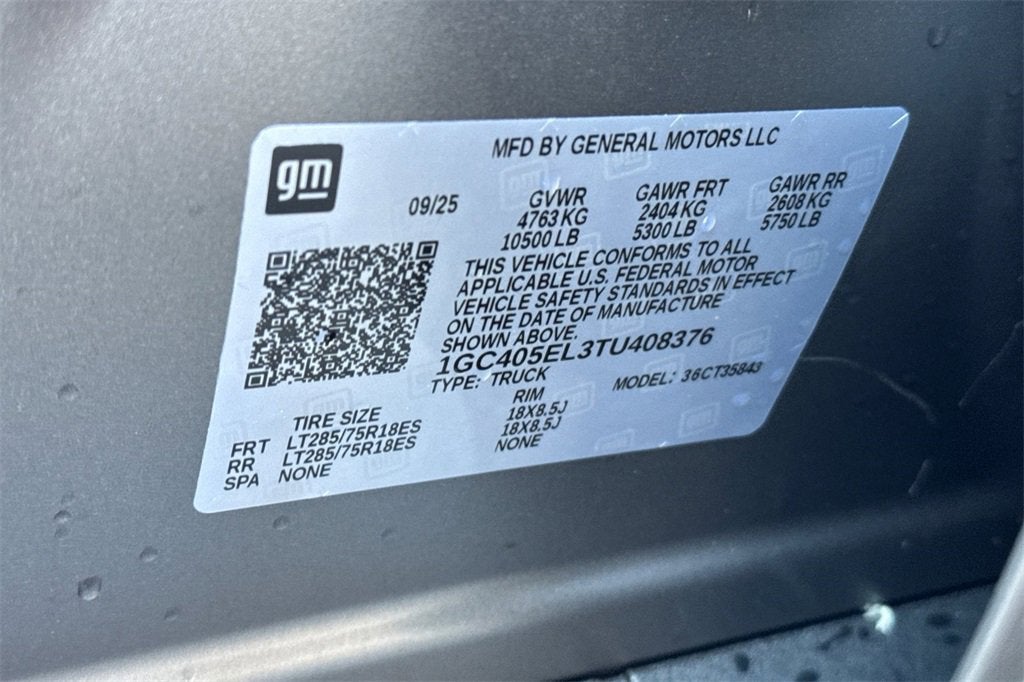 gm
MFD BY GENERAL MOTORS LLC
09/25
GVWR GAWR FRT GAWR RR
4763 KG 2404 KG 2608 KG
10500 LB 5300 LB 5750 LB
THIS VEHICLE CONFORMS TO ALL
APPLICABLE U.S. FEDERAL MOTOR
VEHICLE SAFETY STANDARDS IN EFFECT
ON THE DATE OF MANUFACTURE
SHOWN ABOVE.
1GC405EL3TU408376
TYPE: TRUCK MODEL: 36CT35843
TIRE SIZE RIM
FRT LT285/75R18ES 18X8.5J
RR LT285/75R18ES 18X8.5J
SPA NONE NONE